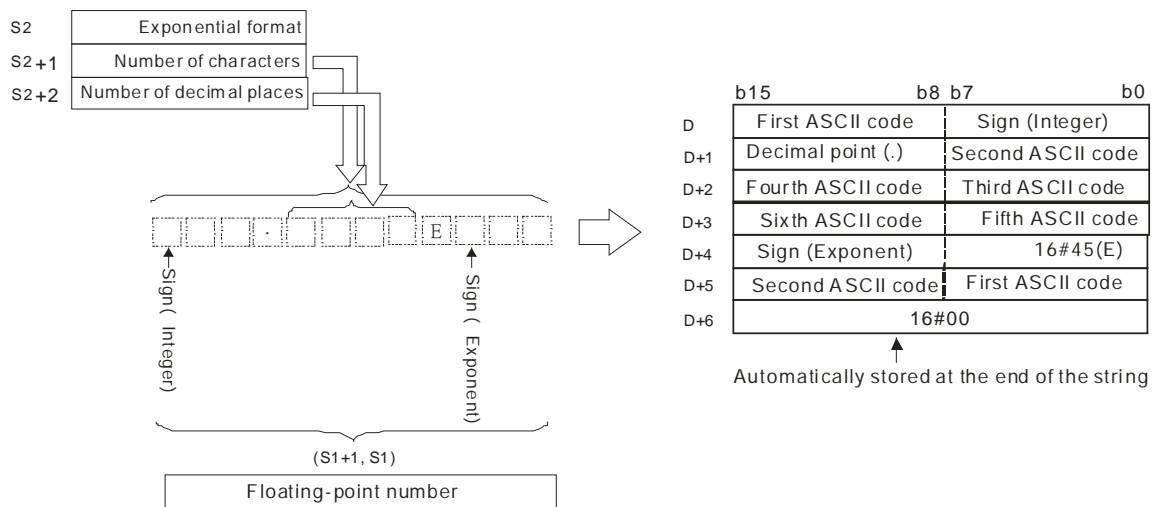 S2 Exponential format
S2+1 Number of characters
S2+2 Number of decimal places
. E
Sign( Integer)
Sign ( Exponent)
(S1+1, S1)
Floating-point number
b15 b8 b7 b0
D First ASCII code Sign (Integer)
D+1 Decimal point (.) Second ASCII code
D+2 Fourth ASCII code Third ASCII code
D+3 Sixth ASCII code Fifth ASCII code
D+4 Sign (Exponent) 16#45(E)
D+5 Second ASCII code First ASCII code
D+6 16#00
Automatically stored at the end of the string